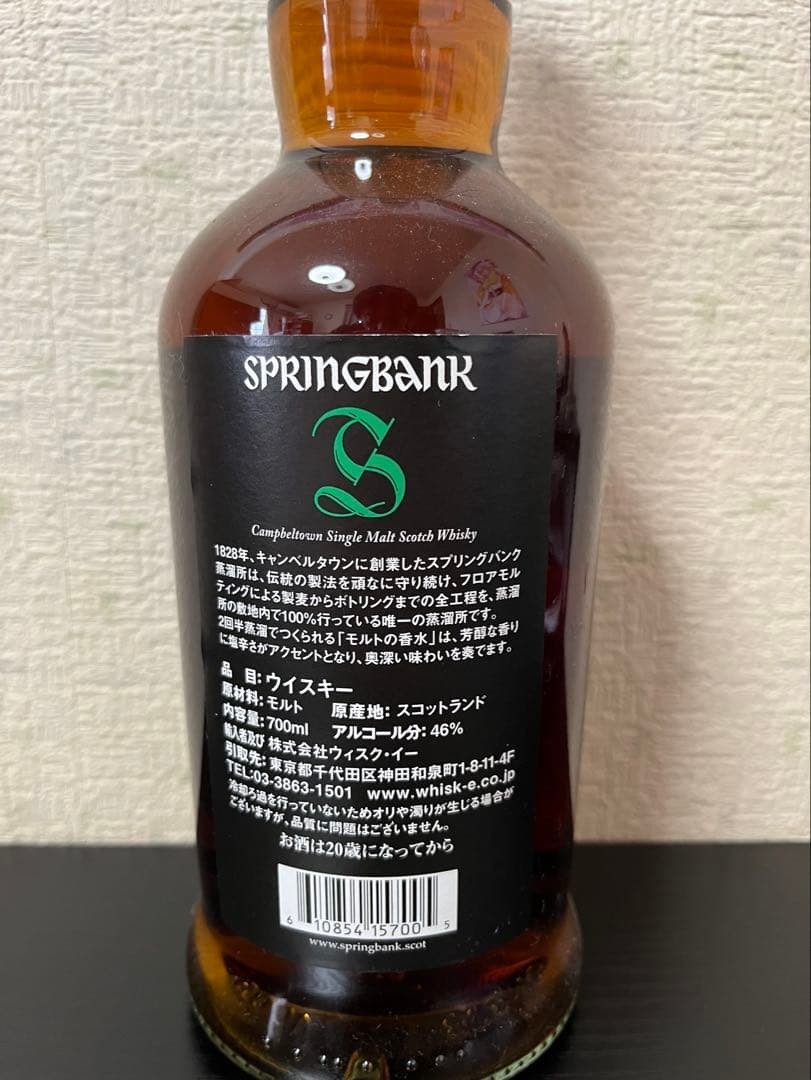 SPRINGBANK
S
Campbeltown Single Malt Scotch Whisky
1828年、キャンベルタウンに創業したスプリングバンク
蒸溜所は、伝統の製法を頑なに守り続け、フロアモル
ティングによる製麦からボトリングまでの全工程を、蒸溜
所の敷地内で100%行っている唯一の蒸溜所です。
2回半蒸溜でつくられる「モルトの香水」は、芳醇な香り
に塩辛さがアクセントとなり、奥深い味わいを奏でます。
品 目：ウイスキー
原材料：モルト 原産地：スコットランド
内容量：700ml アルコール分：46%
輸入者及び 株式会社ウィスク・イー
引取先：東京都千代田区神田和泉町1-8-11-4F
TEL：03-3863-1501 www.whisk-e.co.jp
冷却ろ過を行っていないためオリや濁りが生じる場合が
ございますが、品質に問題はございません。
お酒は20歳になってから
6 10854 15700 5
www.springbank.scot